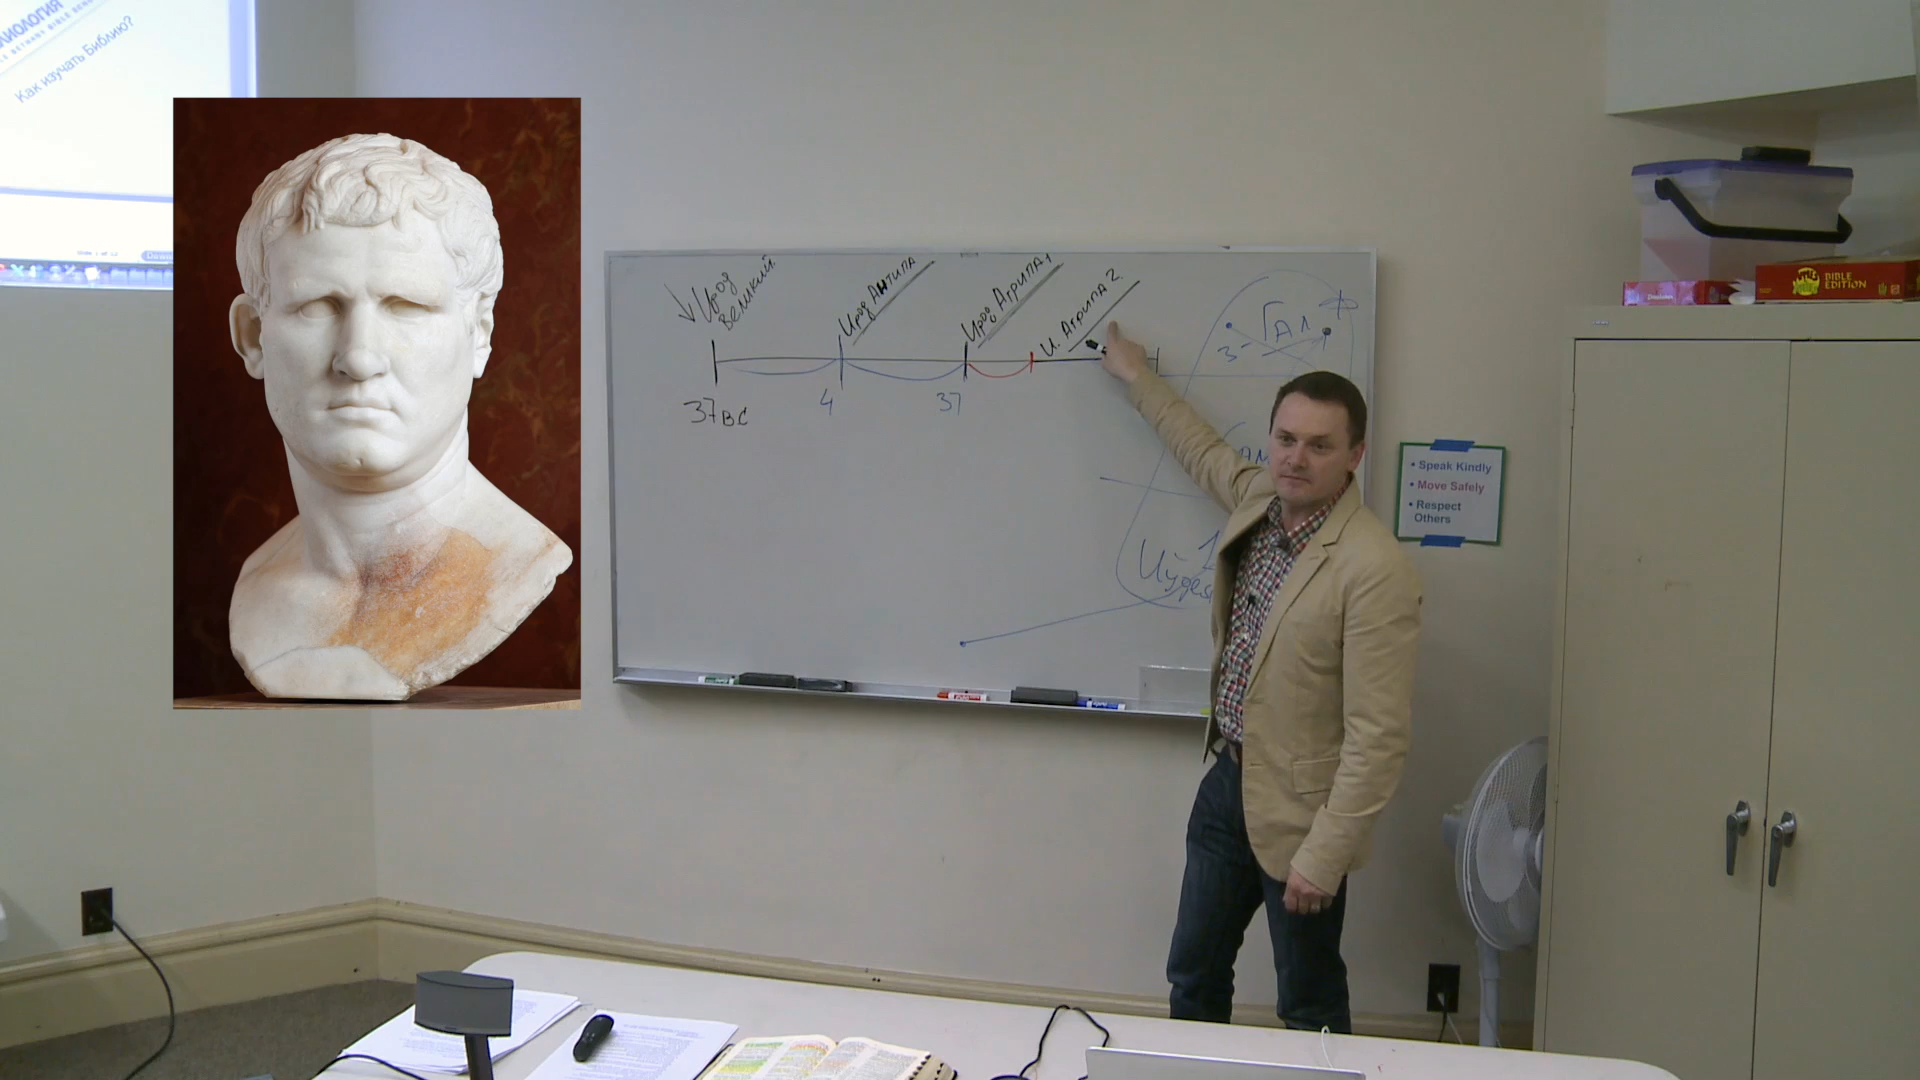 Как изучать Библию?
Ирод
Великий
Ирод Антипа
Ирод Агрипа 1
И. Агрипа 2
37 BC
4
37
Гал
3-
• Speak Kindly
• Move Safely
• Respect
Others
BIBLE
EDITION